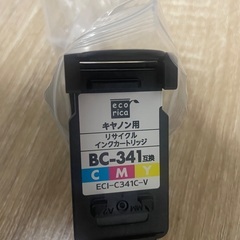 eco
rica
キヤノン用
リサイクル
インクカートリッジ
BC-341互換
C M Y
ECI-C341C-V